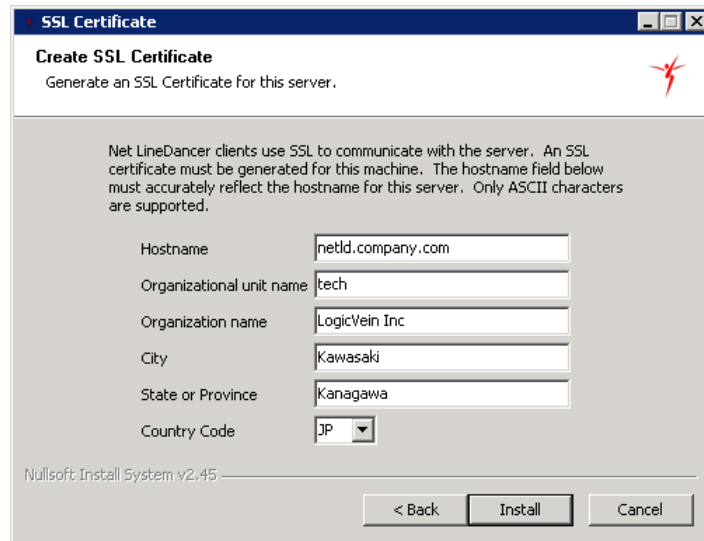 SSL Certificate
Create SSL Certificate
Generate an SSL Certificate for this server.
Net LineDancer clients use SSL to communicate with the server. An SSL
certificate must be generated for this machine. The hostname field below
must accurately reflect the hostname for this server. Only ASCII characters
are supported.
Hostname netld.company.com
Organizational unit name tech
Organization name LogicVein Inc
City Kawasaki
State or Province Kanagawa
Country Code JP
Nullsoft Install System v2.45
< Back Install Cancel